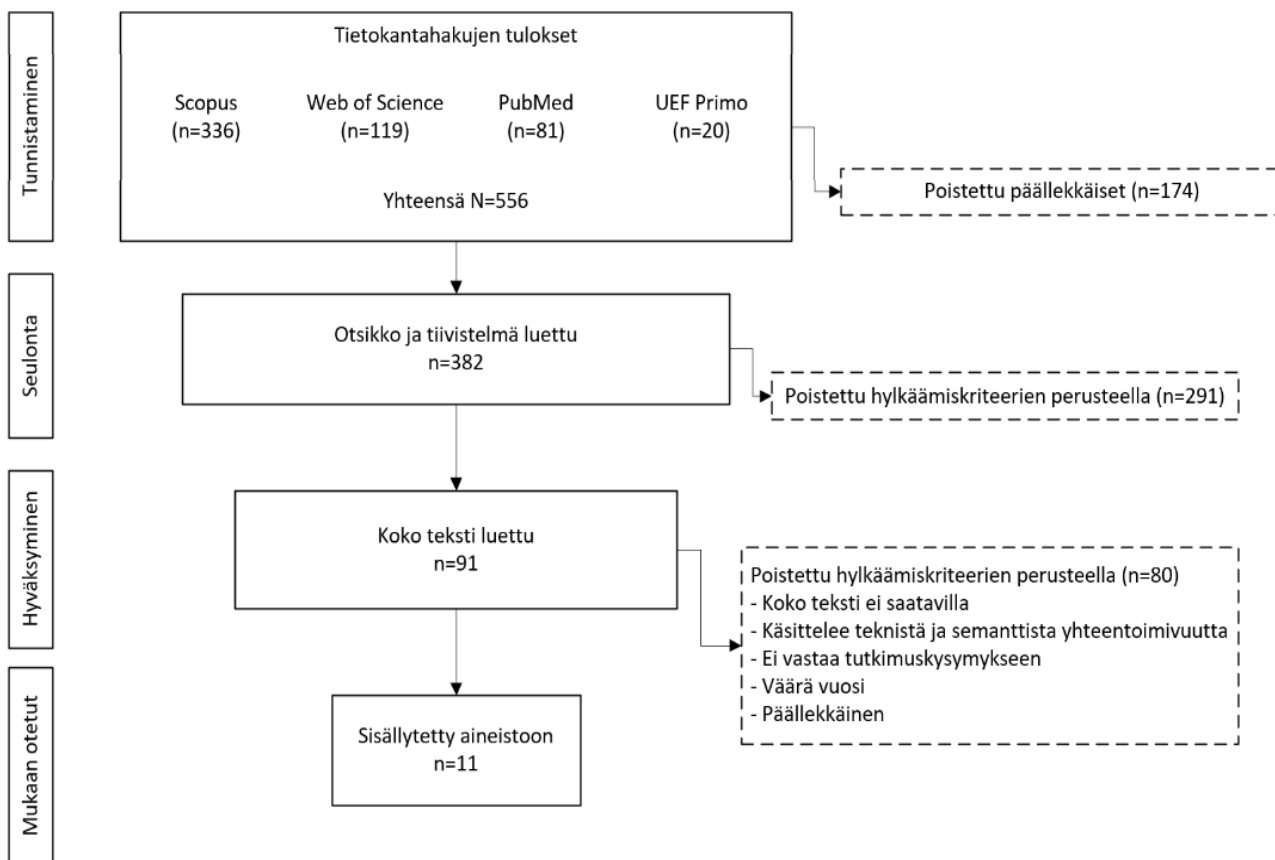 Tunnistaminen
Tietokantahakujen tulokset
Scopus
(n=336)
Web of Science
(n=119)
PubMed
(n=81)
UEF Primo
(n=20)
Yhteensä N=556
Poistettu päällekkäiset (n=174)
Seulonta
Otsikko ja tiivistelmä luettu
n=382
Poistettu hylkäämiskriteerien perusteella (n=291)
Hyväksyminen
Koko teksti luettu
n=91
Poistettu hylkäämiskriteerien perusteella (n=80)
- Koko teksti ei saatavilla
- Käsittelee teknistä ja semanttista yhteentoimivuutta
- Ei vastaa tutkimuskysymykseen
- Väärä vuosi
- Päällekkäinen
Mukaan otetut
Sisällytetty aineistoon
n=11